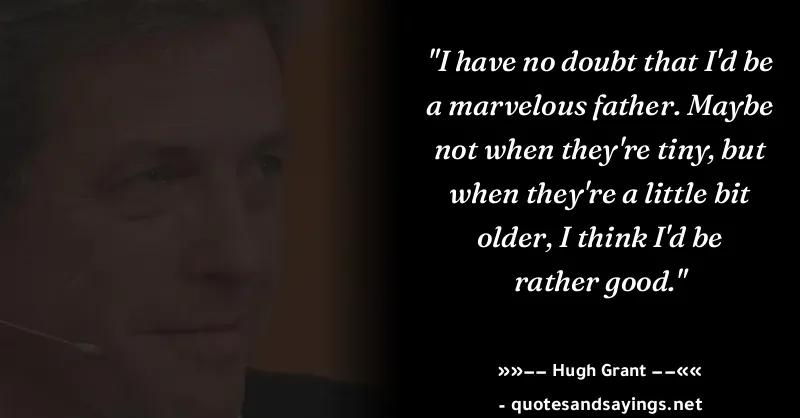 "I have no doubt that I'd be
a marvelous father. Maybe
not when they're tiny, but
when they're a little bit
older, I think I'd be
rather good."
»»–– Hugh Grant ––««
- quotesandsayings.net